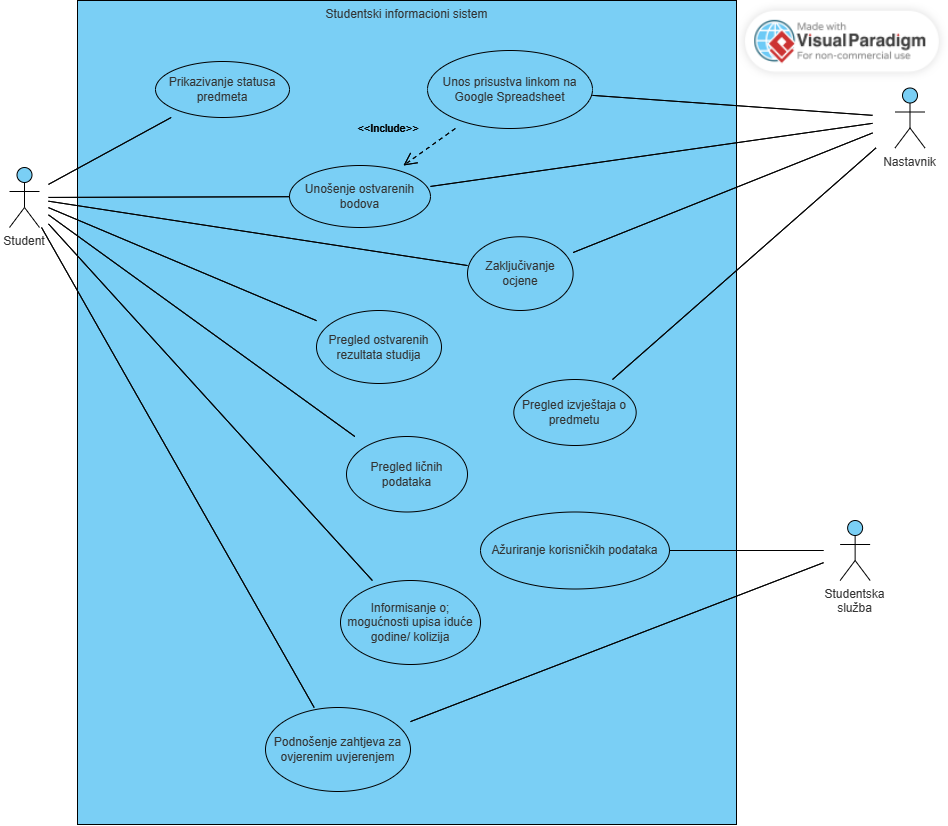 Studentski informacioni sistem
Made with
VisualParadigm
For non-commercial use
Prikazivanje statusa
predmeta
Unos prisustva linkom na
Google Spreadsheet
<<Include>>
Nastavnik
Unošenje ostvarenih
bodova
Student
Zaključivanje
ocjene
Pregled ostvarenih
rezultata studija
Pregled izvještaja o
predmetu
Pregled ličnih
podataka
Ažuriranje korisničkih podataka
Studentska
služba
Informisanje o;
mogućnosti upisa iduće
godine/ kolizija
Podnošenje zahtjeva za
ovjerenim uvjerenjem